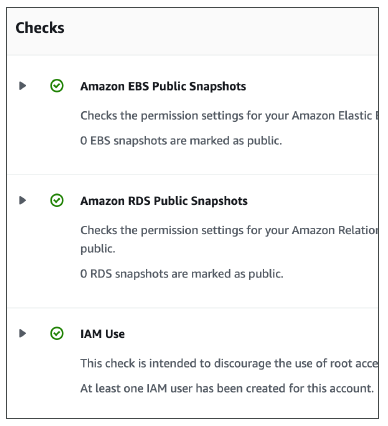 Checks
Amazon EBS Public Snapshots
Checks the permission settings for your Amazon Elastic
0 EBS snapshots are marked as public.
Amazon RDS Public Snapshots
Checks the permission settings for your Amazon Relation
public.
0 RDS snapshots are marked as public.
IAM Use
This check is intended to discourage the use of root acce
At least one IAM user has been created for this account.